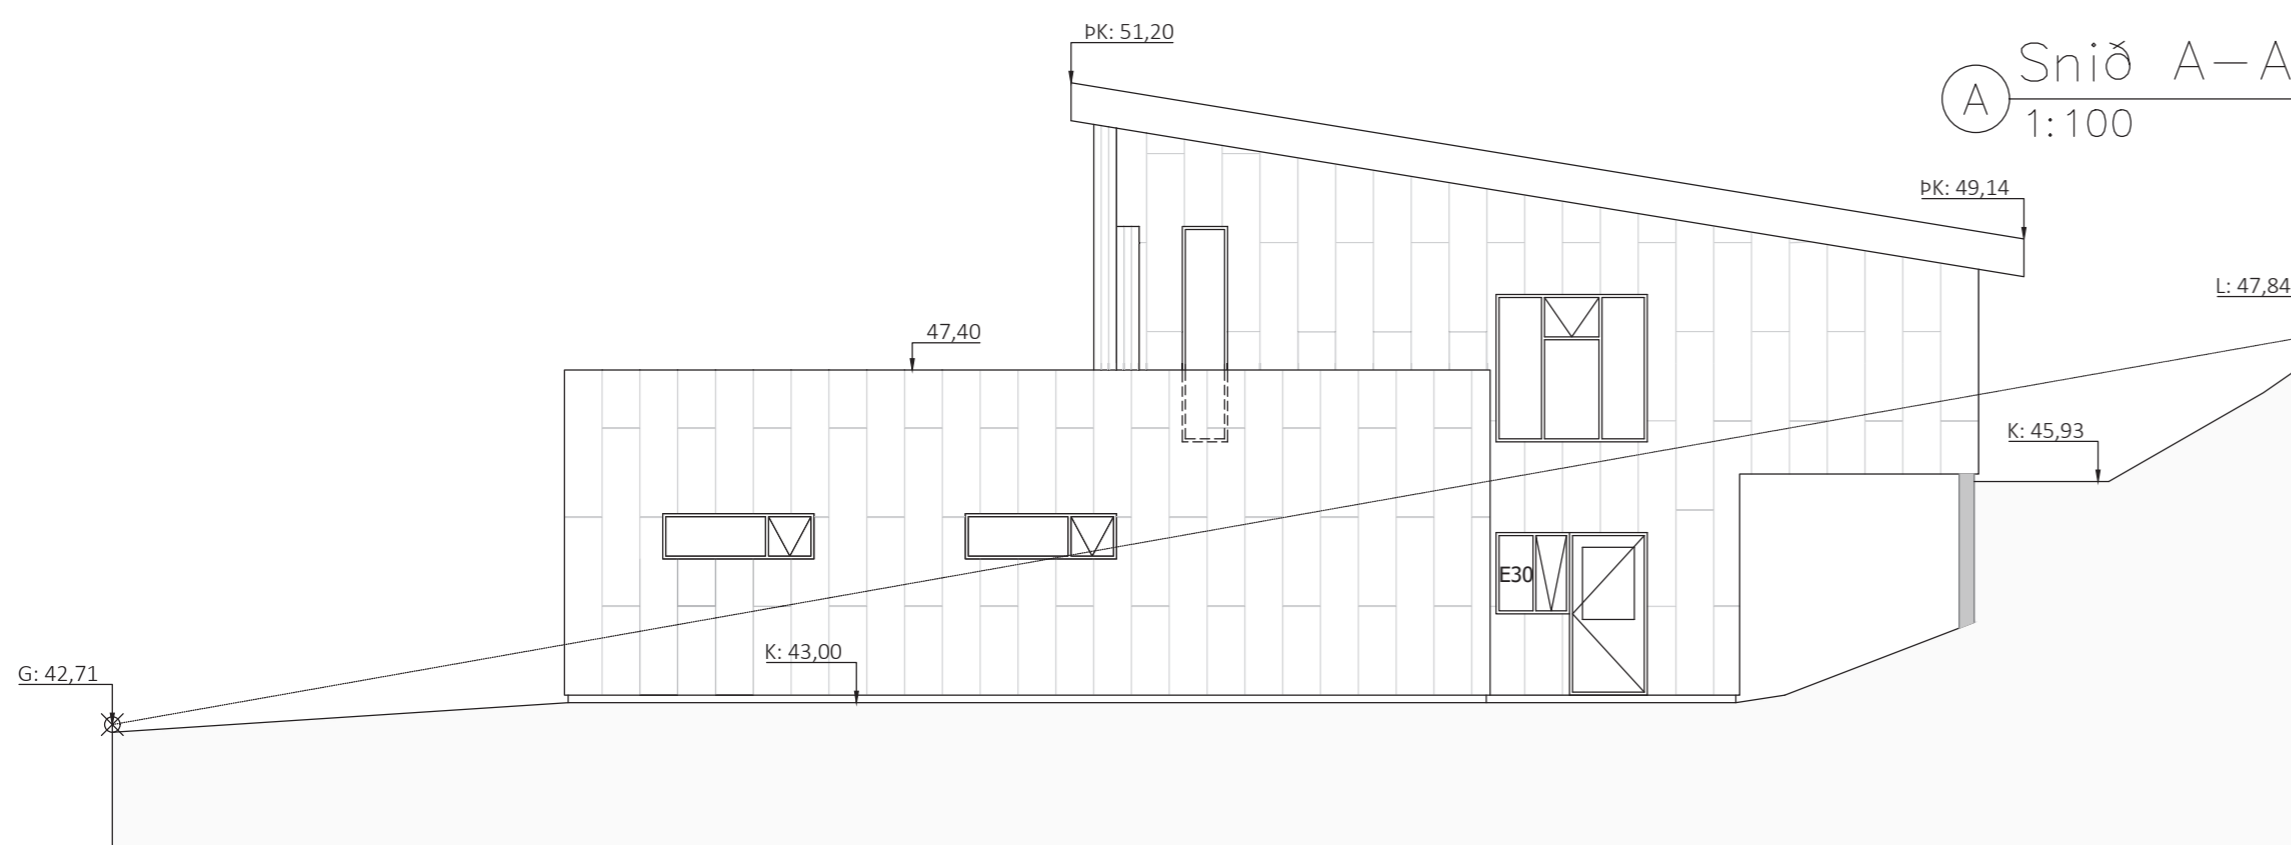 ÞK: 51,20
Snið A-A
A
1:100
ÞK: 49,14
L: 47,84
47,40
K: 45,93
E30
K: 43,00
G: 42,71